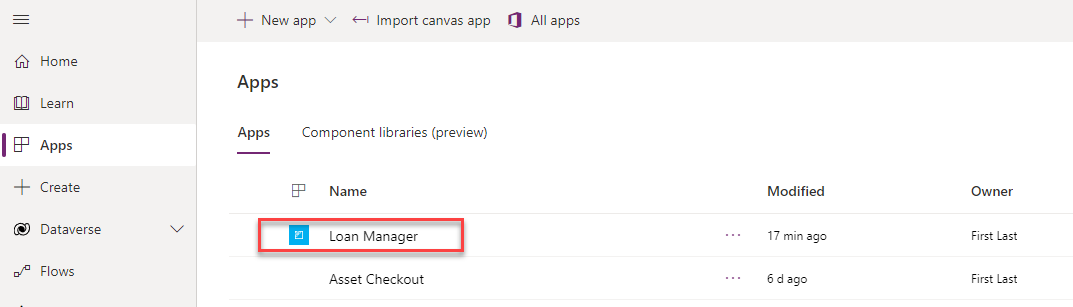 New app
Import canvas app
All apps
Home
Learn
Apps
Create
Dataverse
Flows
Apps
Apps
Component libraries (preview)
Name
Modified
Owner
Loan Manager
17 min ago
First Last
Asset Checkout
6 d ago
First Last